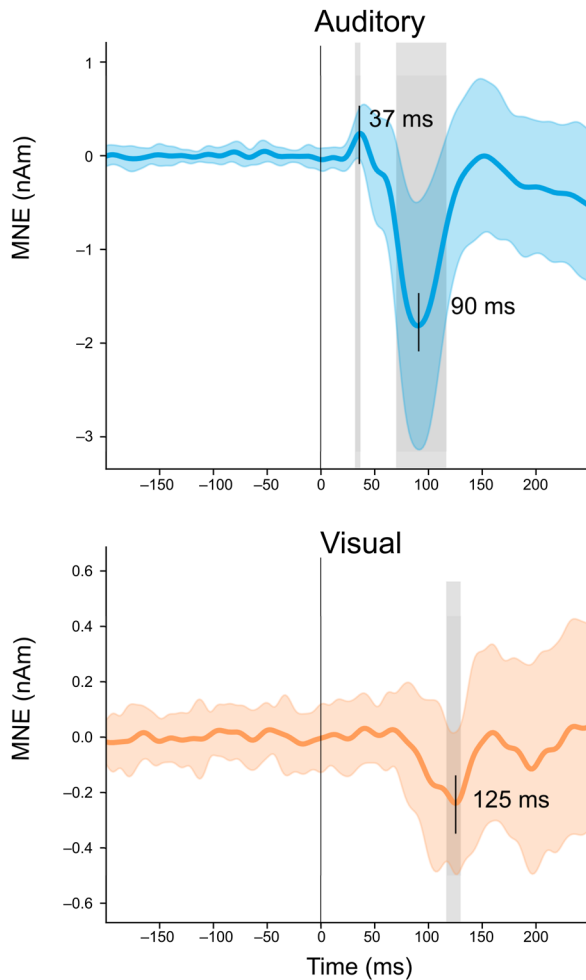 Auditory
MNE (nAm)
1
0
–1
–2
–3
37 ms
90 ms
–150 –100 –50 0 50 100 150 200
Visual
MNE (nAm)
0.6
0.4
0.2
0.0
–0.2
–0.4
–0.6
125 ms
–150 –100 –50 0 50 100 150 200
Time (ms)